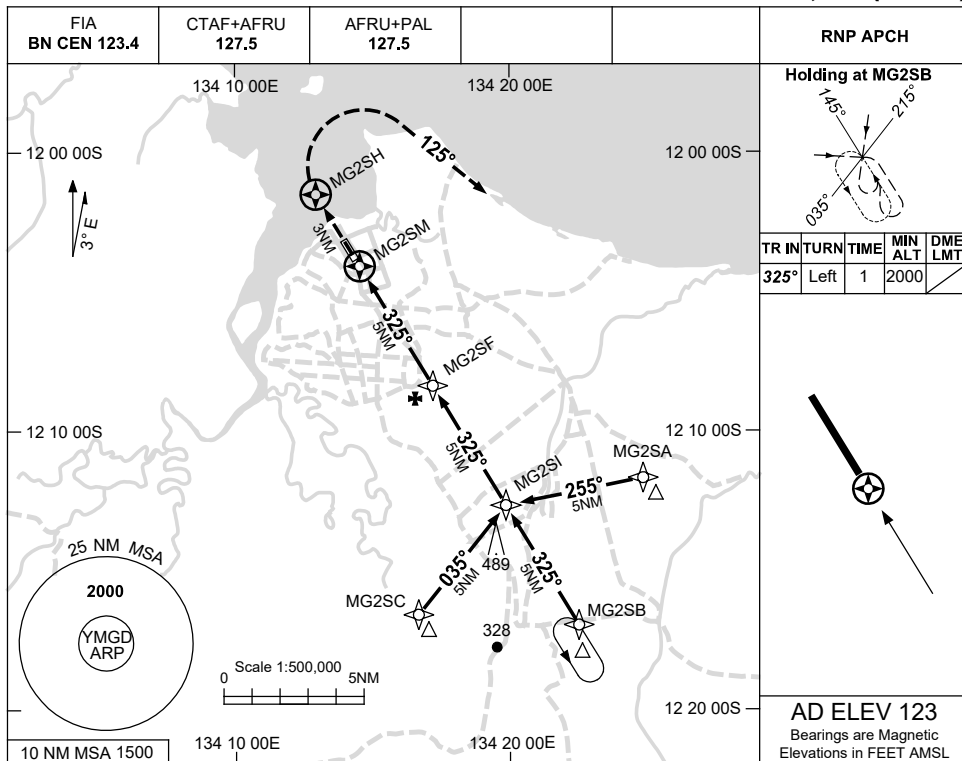 FIA
BN CEN 123.4
CTAF+AFRU
127.5
AFRU+PAL
127.5
RNP APCH
134 10 00E
134 20 00E
Holding at MG2SB
145°
215°
035°
TR IN
TURN
TIME
MIN
ALT
DME
LMT
325°
Left
1
2000
12 00 00S
12 00 00S
3° E
125°
MG2SH
3NM
MG2SM
325°
5NM
MG2SF
12 10 00S
12 10 00S
325°
5NM
MG2SI
MG2SA
255°
5NM
489
035°
5NM
325°
5NM
MG2SC
MG2SB
328
25 NM MSA
2000
YMGD
ARP
Scale 1:500,000
0
5NM
12 20 00S
10 NM MSA 1500
134 10 00E
134 20 00E
AD ELEV 123
Bearings are Magnetic
Elevations in FEET AMSL